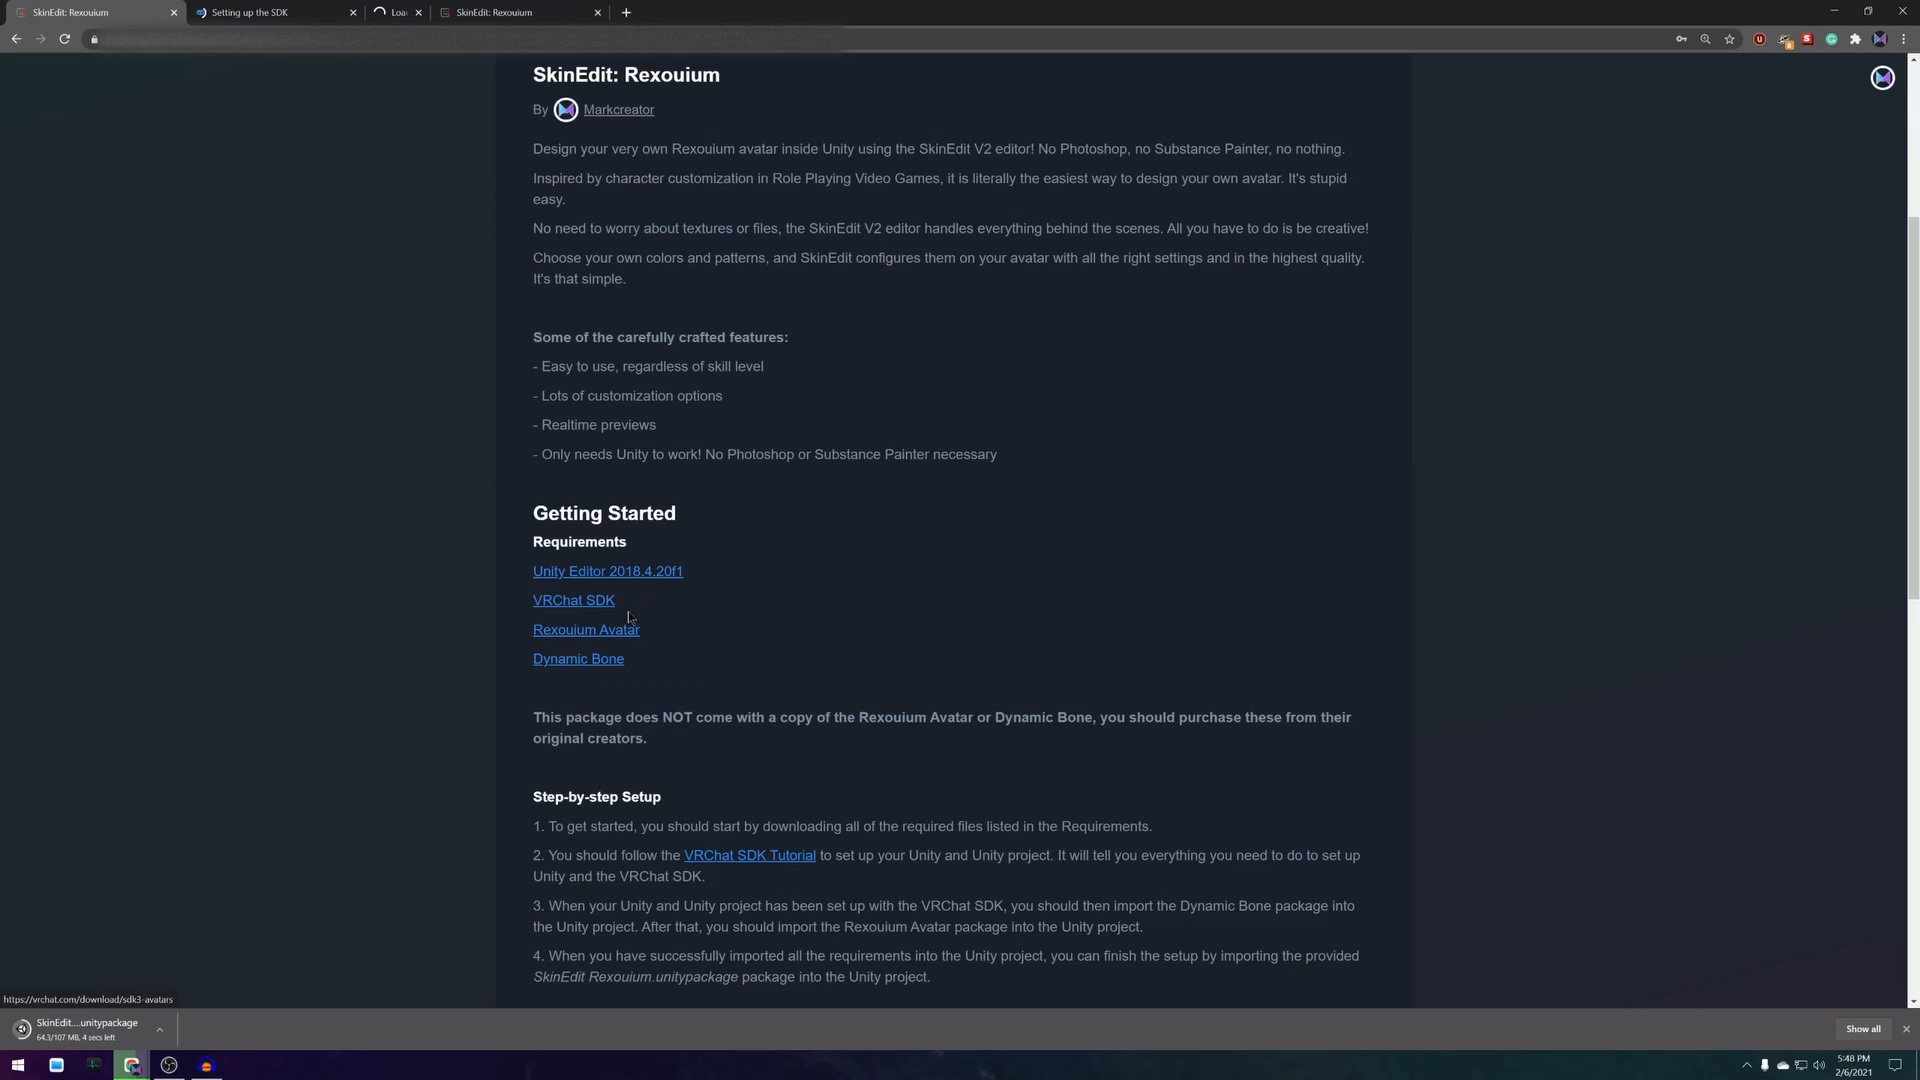 SkinEdit: Rexouium
Setting up the SDK
Loa
SkinEdit: Rexouium
SkinEdit: Rexouium
By Markcreator
Design your very own Rexouium avatar inside Unity using the SkinEdit V2 editor! No Photoshop, no Substance Painter, no nothing.
Inspired by character customization in Role Playing Video Games, it is literally the easiest way to design your own avatar. It's stupid
easy.
No need to worry about textures or files, the SkinEdit V2 editor handles everything behind the scenes. All you have to do is be creative!
Choose your own colors and patterns, and SkinEdit configures them on your avatar with all the right settings and in the highest quality.
It's that simple.
Some of the carefully crafted features:
- Easy to use, regardless of skill level
- Lots of customization options
- Realtime previews
- Only needs Unity to work! No Photoshop or Substance Painter necessary
Getting Started
Requirements
Unity Editor 2018.4.20f1
VRChat SDK
Rexouium Avatar
Dynamic Bone
This package does NOT come with a copy of the Rexouium Avatar or Dynamic Bone, you should purchase these from their
original creators.
Step-by-step Setup
1. To get started, you should start by downloading all of the required files listed in the Requirements.
2. You should follow the VRChat SDK Tutorial to set up your Unity and Unity project. It will tell you everything you need to do to set up
Unity and the VRChat SDK.
3. When your Unity and Unity project has been set up with the VRChat SDK, you should then import the Dynamic Bone package into
the Unity project. After that, you should import the Rexouium Avatar package into the Unity project.
4. When you have successfully imported all the requirements into the Unity project, you can finish the setup by importing the provided
SkinEdit Rexouium.unitypackage package into the Unity project.
https://vrchat.com/download/sdk3-avatars
SkinEdit....unitypackage
64.3/107 MB, 4 secs left
Show all
5:48 PM
2/6/2021